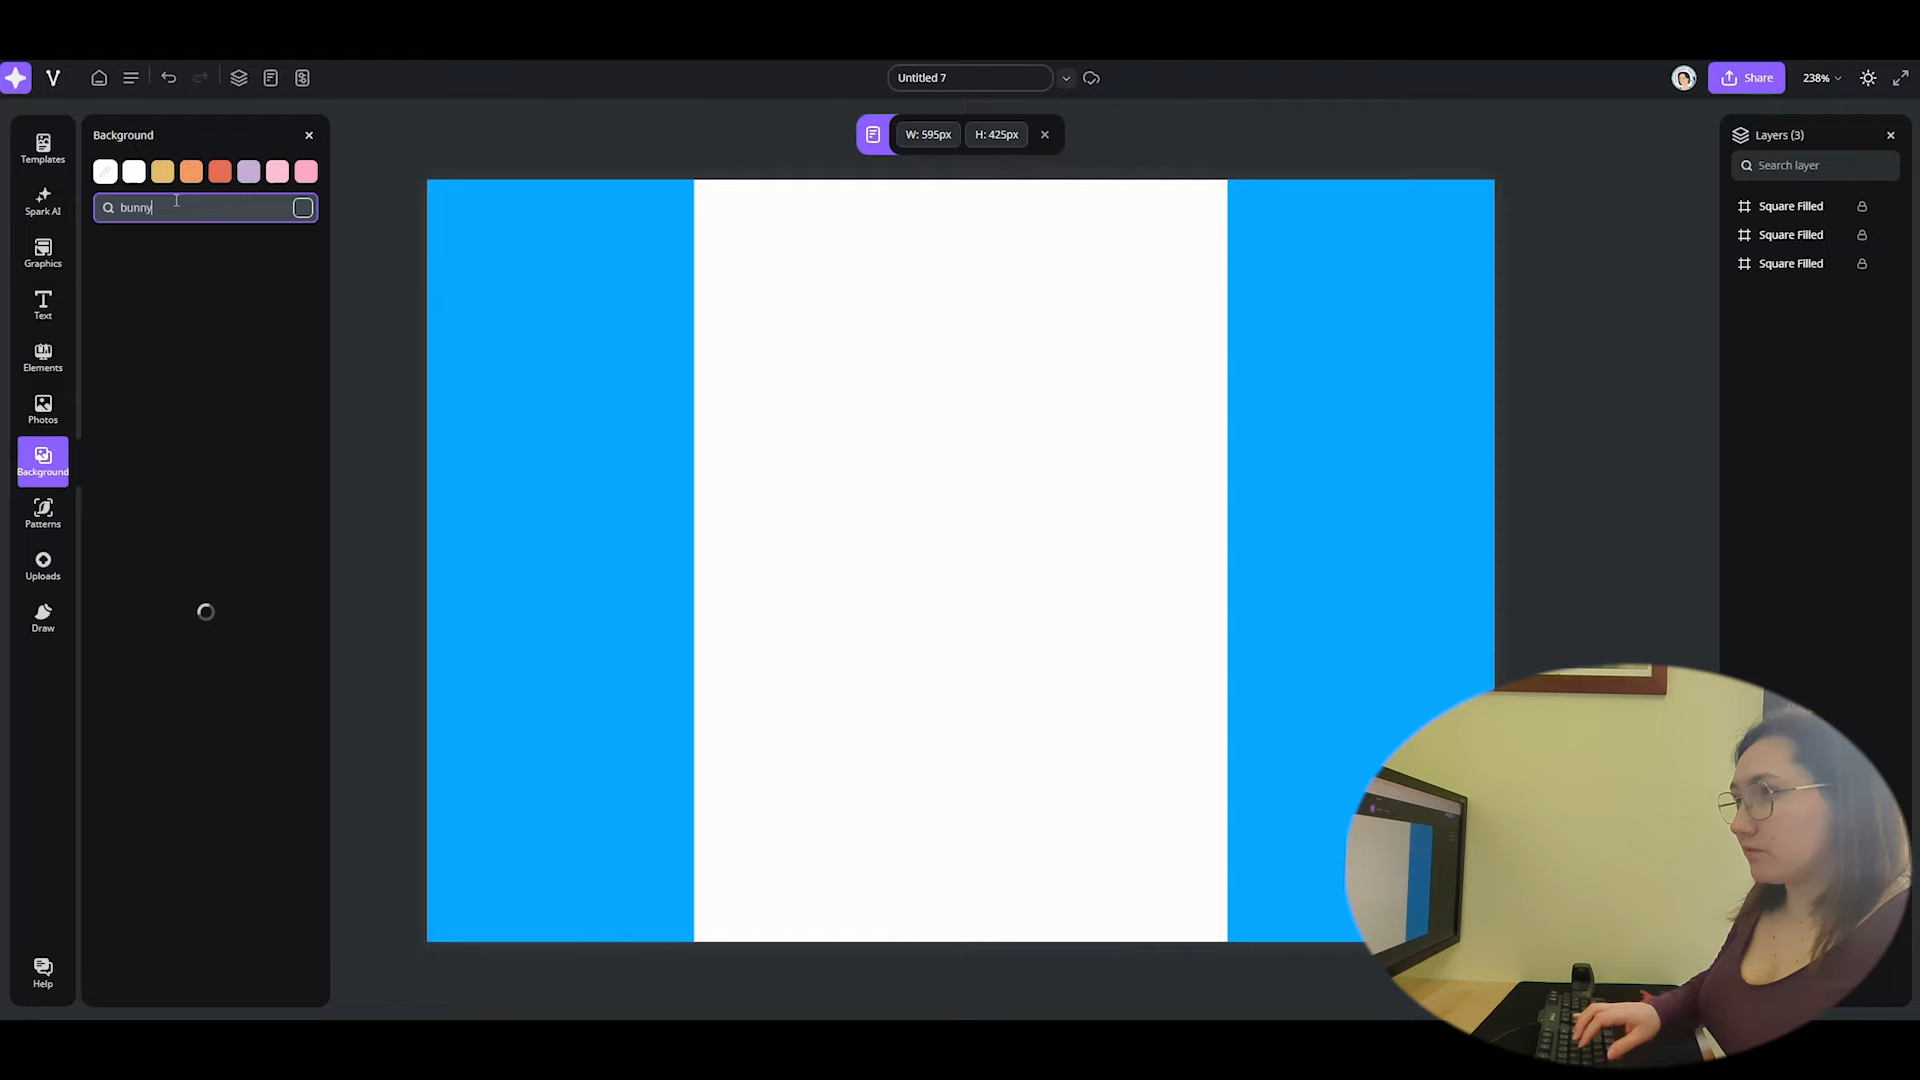 Untitled 7
Share
238%
Templates
Spark AI
Graphics
Text
Elements
Photos
Background
Patterns
Uploads
Draw
Help
Background
bunny
W: 595px
H: 425px
Layers (3)
Search layer
Square Filled
Square Filled
Square Filled